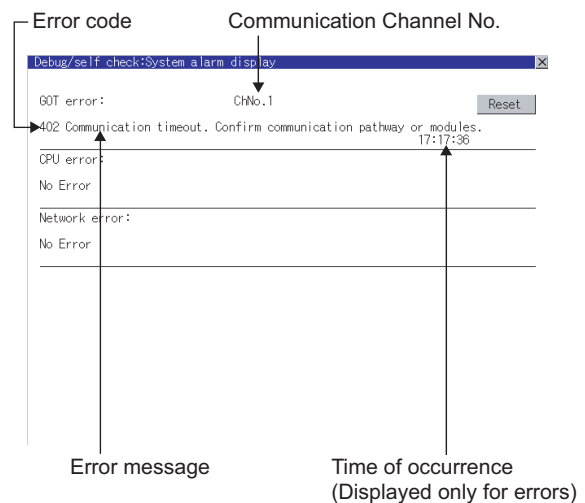 Error code
Communication Channel No.
Debug/self check:System alarm display
GOT error:
ChNo.1
Reset
402 Communication timeout. Confirm communication pathway or modules.
17:17:36
CPU error:
No Error
Network error:
No Error
Error message
Time of occurrence
(Displayed only for errors)